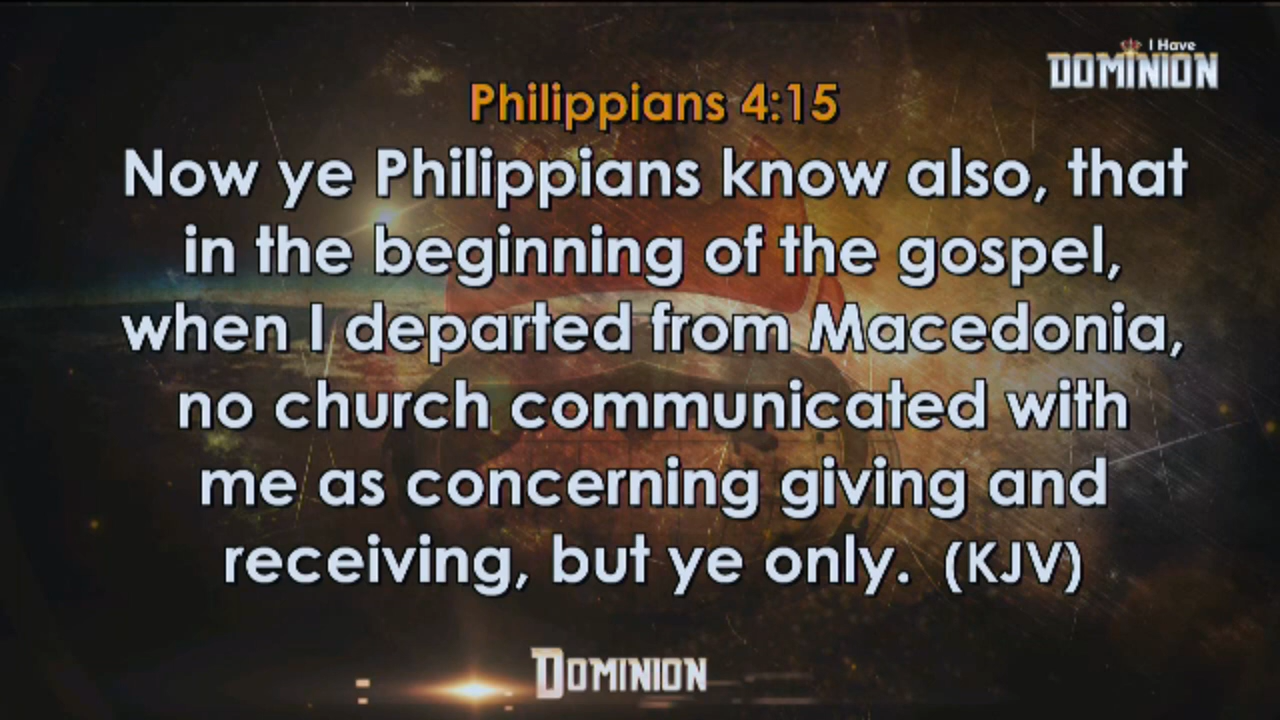 I Have
DOMINION
Philippians 4:15
Now ye Philippians know also, that
in the beginning of the gospel,
when I departed from Macedonia,
no church communicated with
me as concerning giving and
receiving, but ye only. (KJV)
DOMINION